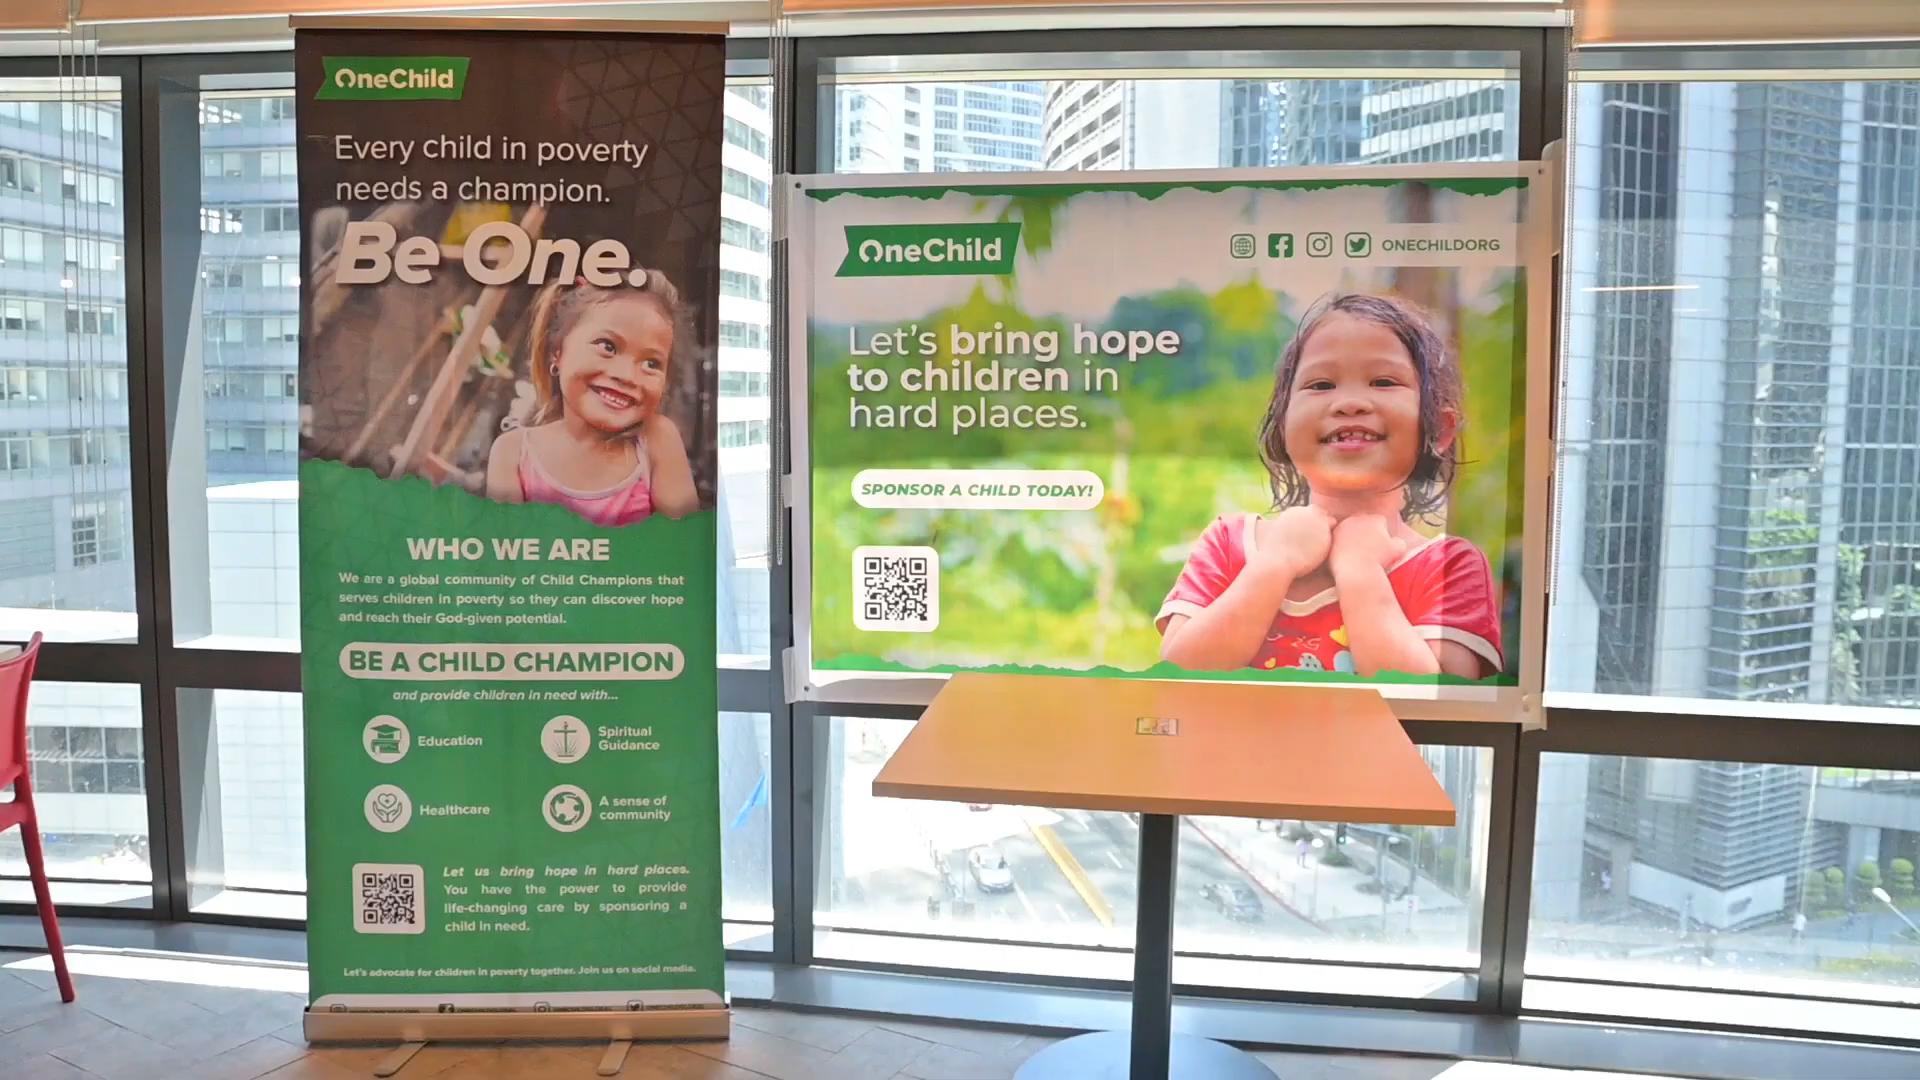 OneChild
Every child in poverty
needs a champion.
Be One.
WHO WE ARE
We are a global community of Child Champions that
serves children in poverty so they can discover hope
and reach their God-given potential.
BE A CHILD CHAMPION
and provide children in need with...
Education
Spiritual
Guidance
Healthcare
A sense of
community
Let us bring hope in hard places.
You have the power to provide
life-changing care by sponsoring a
child in need.
Let's advocate for children in poverty together. Join us on social media.
OneChild
ONECHILDORG
Let's bring hope
to children in
hard places.
SPONSOR A CHILD TODAY!